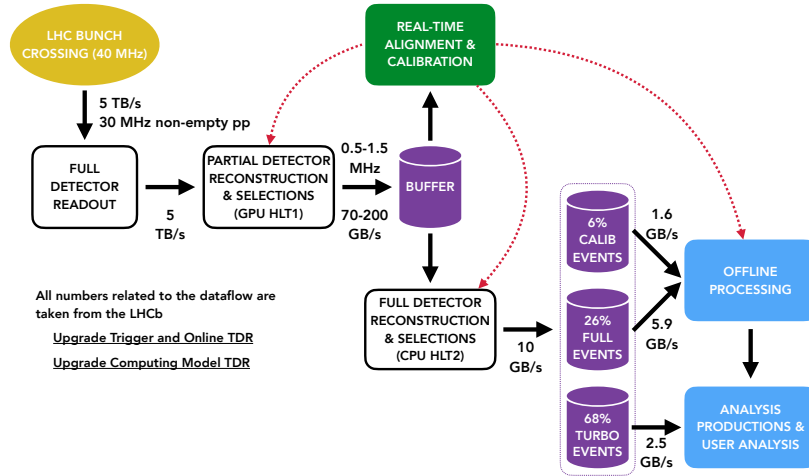 LHC BUNCH
CROSSING (40 MHz)
5 TB/s
30 MHz non-empty pp
FULL
DETECTOR
READOUT
5
TB/s
PARTIAL DETECTOR
RECONSTRUCTION
& SELECTIONS
(GPU HLT1)
0.5-1.5
MHz
70-200
GB/s
REAL-TIME
ALIGNMENT &
CALIBRATION
BUFFER
FULL DETECTOR
RECONSTRUCTION
& SELECTIONS
(CPU HLT2)
10
GB/s
6%
CALIB
EVENTS
26%
FULL
EVENTS
68%
TURBO
EVENTS
1.6
GB/s
5.9
GB/s
2.5
GB/s
OFFLINE
PROCESSING
ANALYSIS
PRODUCTIONS &
USER ANALYSIS
All numbers related to the dataflow are
taken from the LHCb
Upgrade Trigger and Online TDR
Upgrade Computing Model TDR